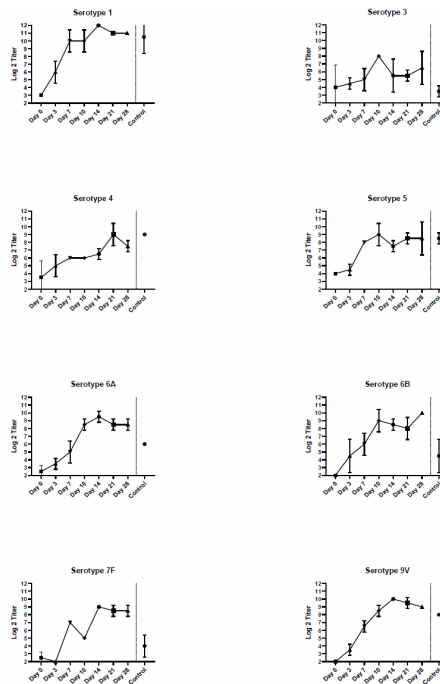 Serotype 1
Log 2 Titer
12
11
10
9
8
7
6
5
4
3
2
Day 0
Day 3
Day 7
Day 10
Day 14
Day 21
Day 28
Control
Serotype 3
Log 2 Titer
12
11
10
9
8
7
6
5
4
3
2
Day 0
Day 3
Day 7
Day 10
Day 14
Day 21
Day 28
Control
Serotype 4
Log 2 Titer
12
11
10
9
8
7
6
5
4
3
2
Day 0
Day 3
Day 7
Day 10
Day 14
Day 21
Day 28
Control
Serotype 5
Log 2 Titer
12
11
10
9
8
7
6
5
4
3
2
Day 0
Day 3
Day 7
Day 10
Day 14
Day 21
Day 28
Control
Serotype 6A
Log 2 Titer
12
11
10
9
8
7
6
5
4
3
2
Day 0
Day 3
Day 7
Day 10
Day 14
Day 21
Day 28
Control
Serotype 6B
Log 2 Titer
12
11
10
9
8
7
6
5
4
3
2
Day 0
Day 3
Day 7
Day 10
Day 14
Day 21
Day 28
Control
Serotype 7F
Log 2 Titer
12
11
10
9
8
7
6
5
4
3
2
Day 0
Day 3
Day 7
Day 10
Day 14
Day 21
Day 28
Control
Serotype 9V
Log 2 Titer
12
11
10
9
8
7
6
5
4
3
2
Day 0
Day 3
Day 7
Day 10
Day 14
Day 21
Day 28
Control